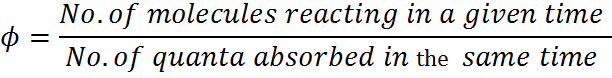 ϕ = No. of molecules reacting in a given time
No. of quanta absorbed in the same time